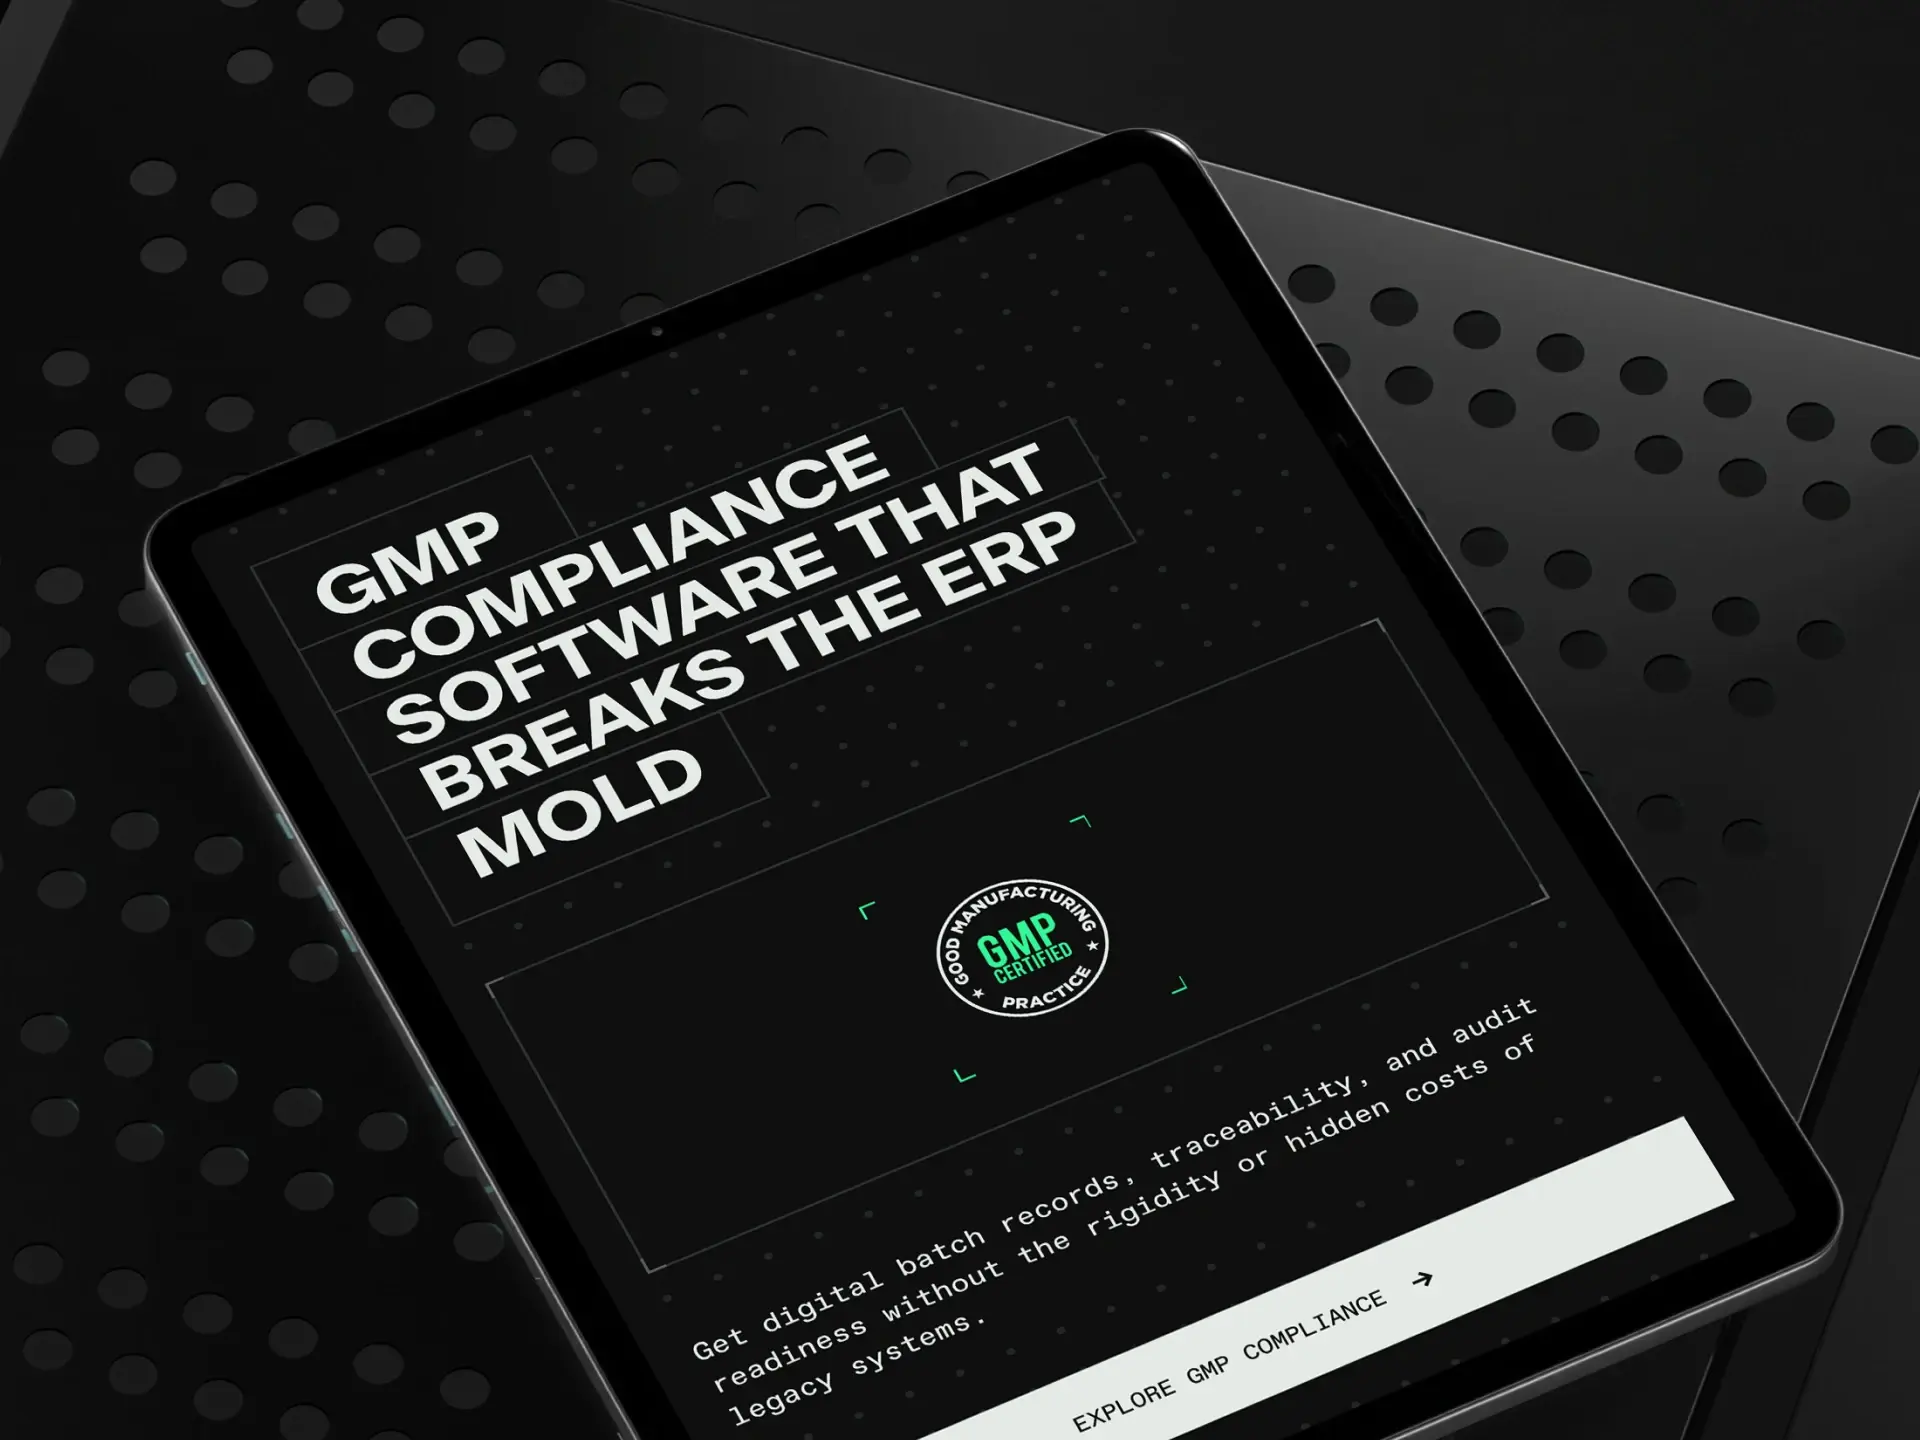 GMP
COMPLIANCE
SOFTWARE THAT
BREAKS THE ERP
MOLD
GOOD MANUFACTURING
GMP
CERTIFIED
★ PRACTICE ★
Get digital batch records, traceability, and audit
readiness without the rigidity or hidden costs of
legacy systems.
EXPLORE GMP COMPLIANCE →